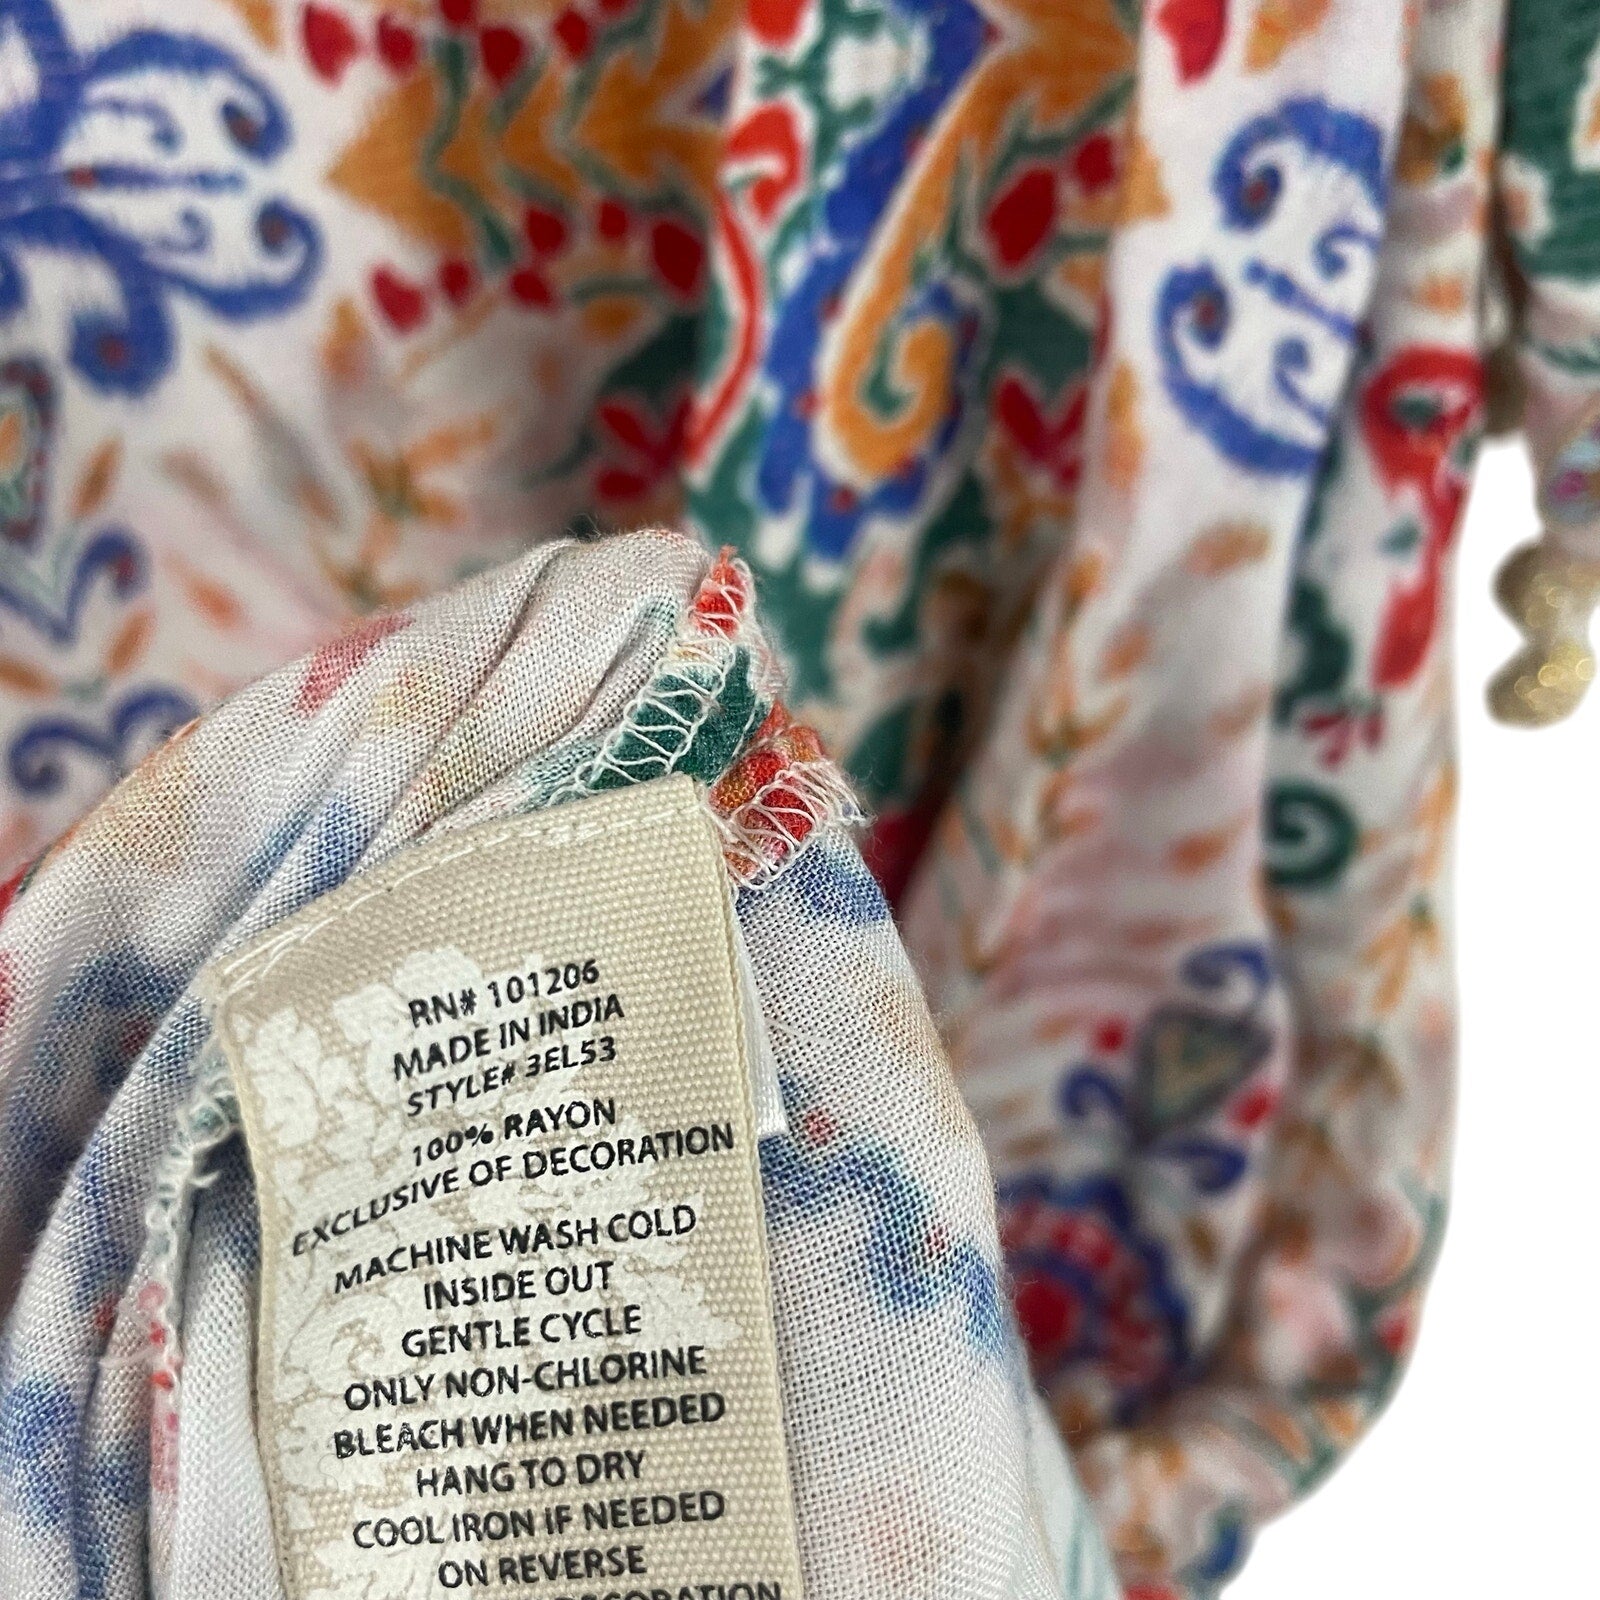 RN# 101206
MADE IN INDIA
STYLE# 3EL53
100% RAYON
EXCLUSIVE OF DECORATION
MACHINE WASH COLD
INSIDE OUT
GENTLE CYCLE
ONLY NON-CHLORINE
BLEACH WHEN NEEDED
HANG TO DRY
COOL IRON IF NEEDED
ON REVERSE
DECORATION